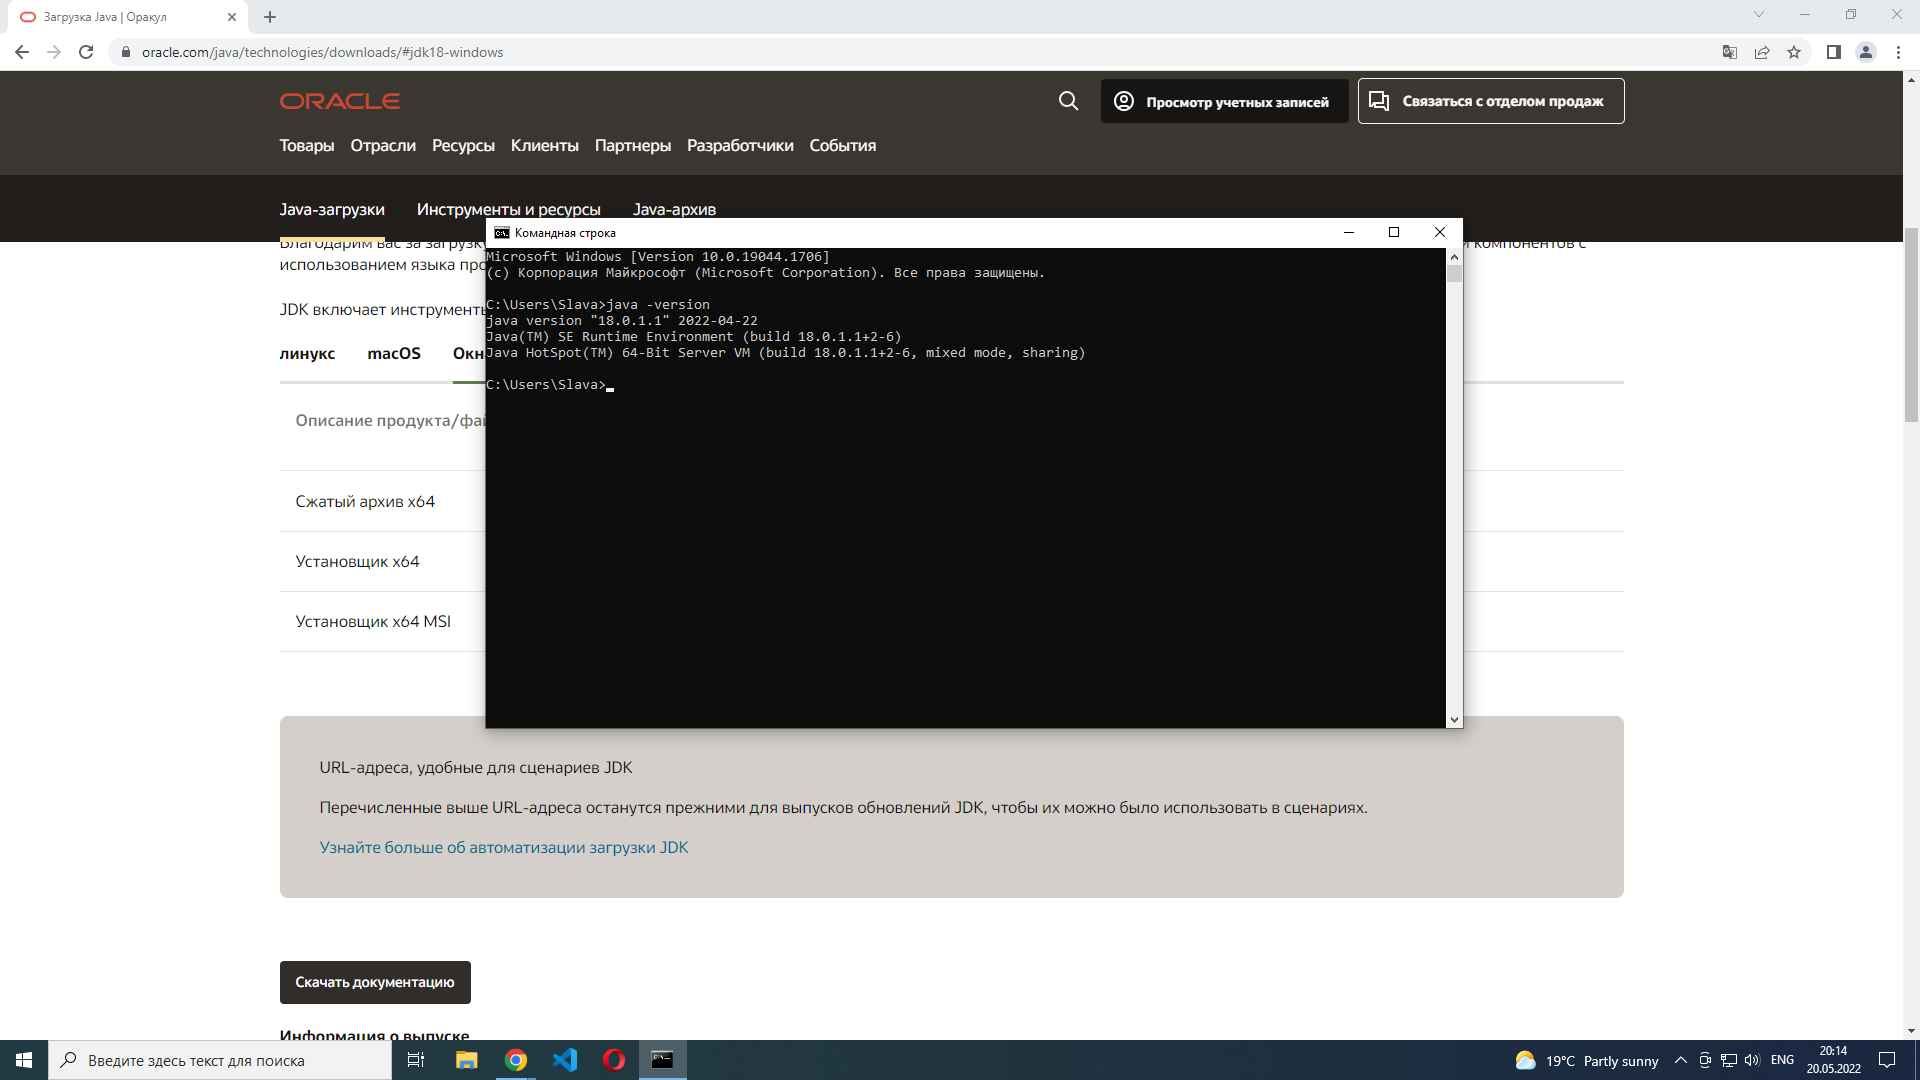 Загрузка Java | Оракул
oracle.com/java/technologies/downloads/#jdk18-windows
ORACLE
Просмотр учетных записей
Связаться с отделом продаж
Товары Отрасли Ресурсы Клиенты Партнеры Разработчики События
Java-загрузки Инструменты и ресурсы Java-архив
Командная строка
Microsoft Windows [Version 10.0.19044.1706]
(c) Корпорация Майкрософт (Microsoft Corporation). Все права защищены.
C:\Users\Slava>java -version
java version "18.0.1.1" 2022-04-22
Java(TM) SE Runtime Environment (build 18.0.1.1+2-6)
Java HotSpot(TM) 64-Bit Server VM (build 18.0.1.1+2-6, mixed mode, sharing)
C:\Users\Slava>
Благодарим вас за загрузку
компонентов с
использованием языка про
JDK включает инструменты
линукс macOS Окн
Описание продукта/фай
Сжатый архив x64
Установщик x64
Установщик x64 MSI
URL-адреса, удобные для сценариев JDK
Перечисленные выше URL-адреса останутся прежними для выпусков обновлений JDK, чтобы их можно было использовать в сценариях.
Узнайте больше об автоматизации загрузки JDK
Скачать документацию
Информация о выпуске
Введите здесь текст для поиска
19°C Partly sunny
ENG
20:14
20.05.2022